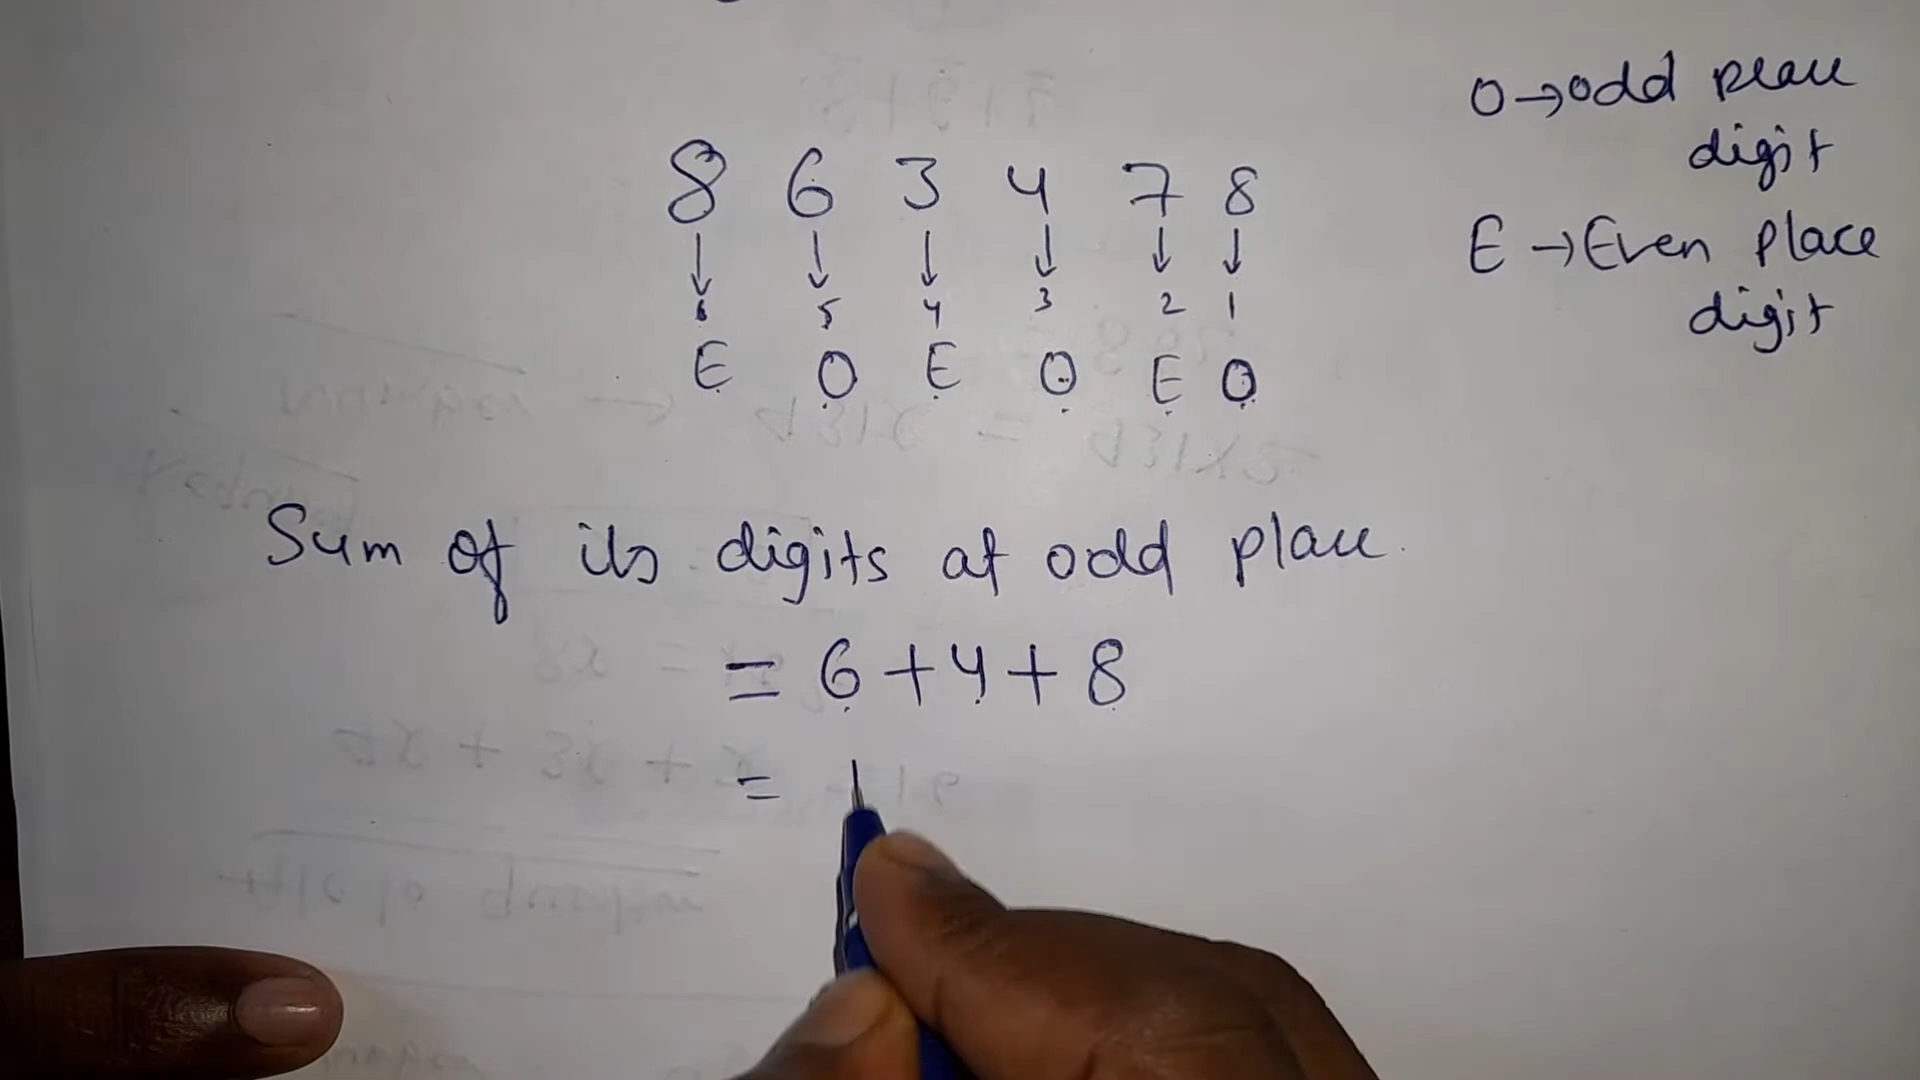 8 6 3 4 7 8
↓ ↓ ↓ ↓ ↓ ↓
6 5 4 3 2 1
E O E O E O
O → odd place
digit
E → Even place
digit
Sum of its digits at odd place.
= 6 + 4 + 8
= 1